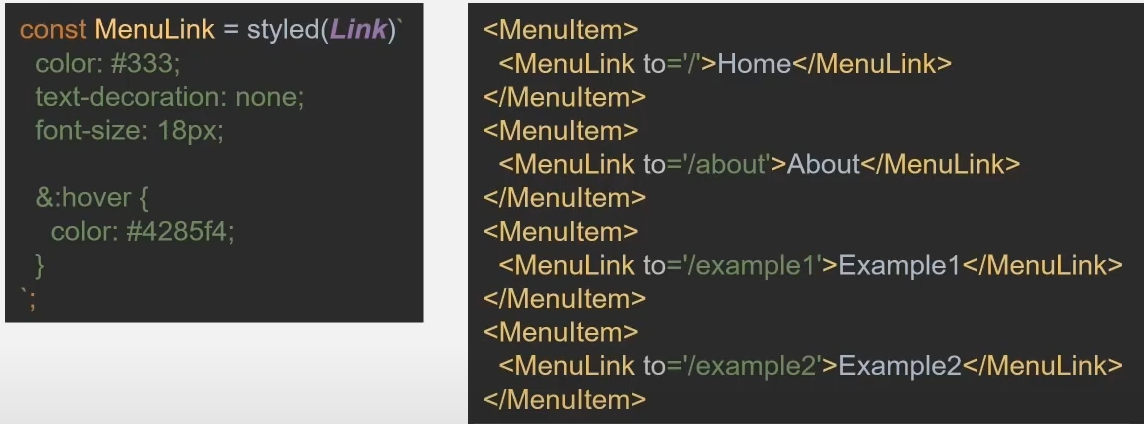 const MenuLink = styled(Link)`
  color: #333;
  text-decoration: none;
  font-size: 18px;

  &:hover {
    color: #4285f4;
  }
`;
<MenuItem>
  <MenuLink to='/'>Home</MenuLink>
</MenuItem>
<MenuItem>
  <MenuLink to='/about'>About</MenuLink>
</MenuItem>
<MenuItem>
  <MenuLink to='/example1'>Example1</MenuLink>
</MenuItem>
<MenuItem>
  <MenuLink to='/example2'>Example2</MenuLink>
</MenuItem>